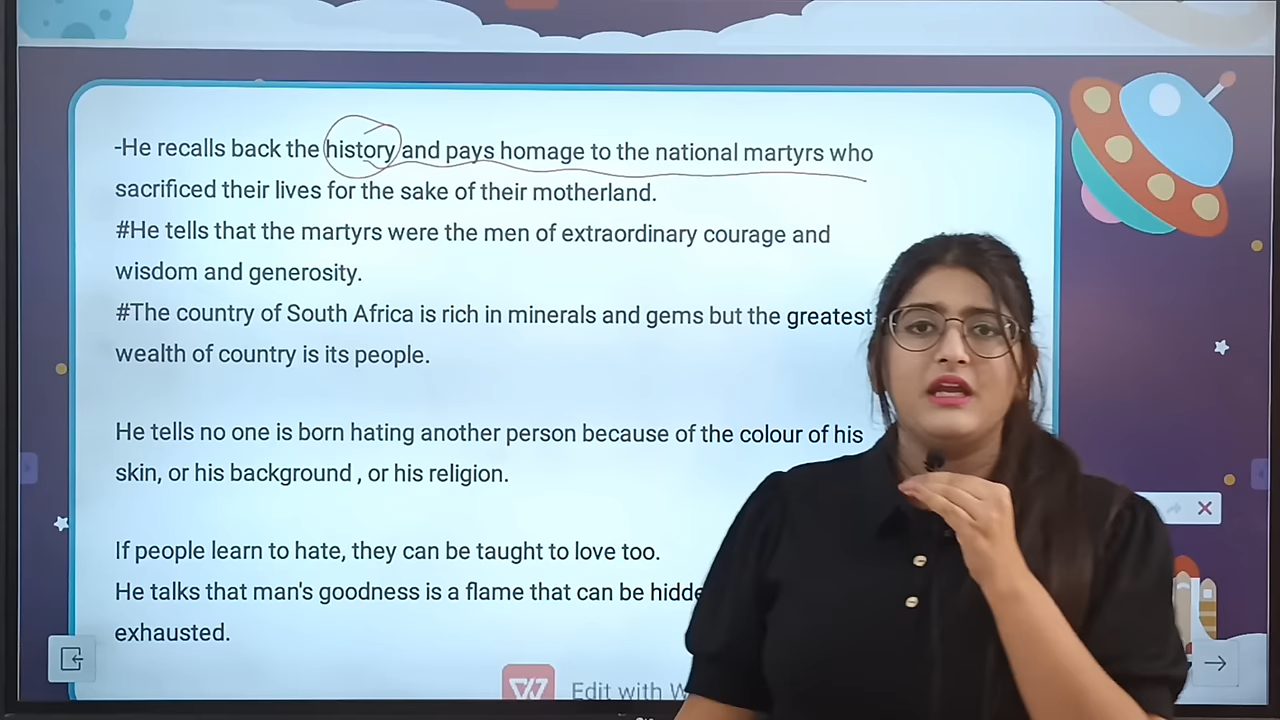 -He recalls back the history and pays homage to the national martyrs who
sacrificed their lives for the sake of their motherland.
#He tells that the martyrs were the men of extraordinary courage and
wisdom and generosity.
#The country of South Africa is rich in minerals and gems but the greatest
wealth of country is its people.
He tells no one is born hating another person because of the colour of his
skin, or his background , or his religion.
If people learn to hate, they can be taught to love too.
He talks that man's goodness is a flame that can be
exhausted.
Edit with